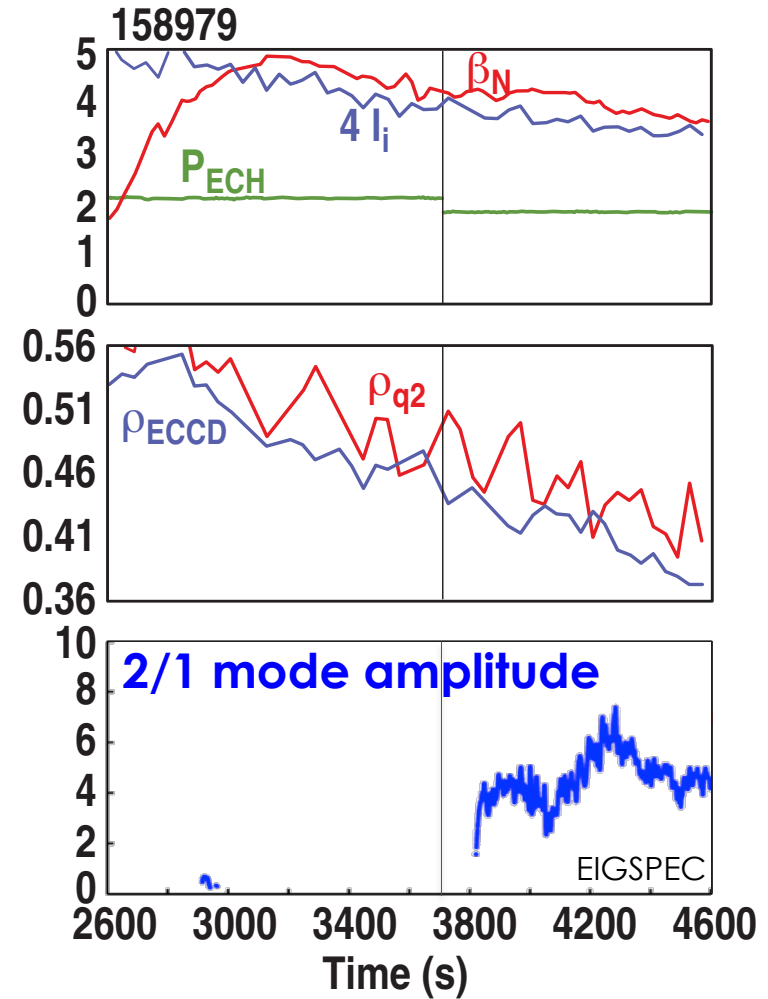 158979
5
4
3
2
1
0
βN
4 li
PECH
0.56
0.51
0.46
0.41
0.36
ρq2
ρECCD
10
8
6
4
2
0
2/1 mode amplitude
EIGSPEC
2600 3000 3400 3800 4200 4600
Time (s)